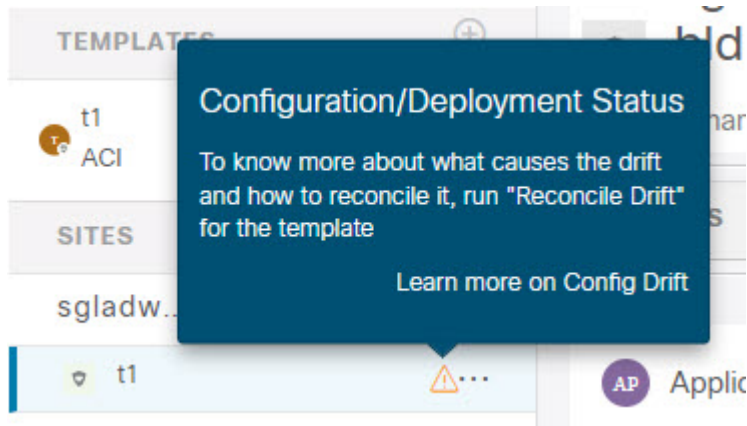 TEMPLATES
t1
ACI
SITES
sgladw...
t1
Configuration/Deployment Status
To know more about what causes the drift
and how to reconcile it, run "Reconcile Drift"
for the template
Learn more on Config Drift
AP